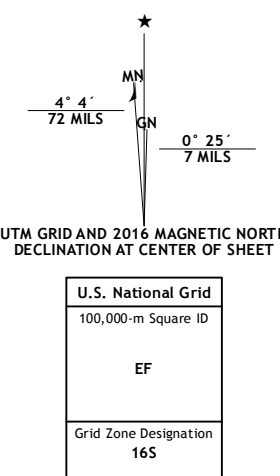 MN
GN
4° 4´
72 MILS
0° 25´
7 MILS
UTM GRID AND 2016 MAGNETIC NORTH
DECLINATION AT CENTER OF SHEET
U.S. National Grid
100,000-m Square ID
EF
Grid Zone Designation
16S